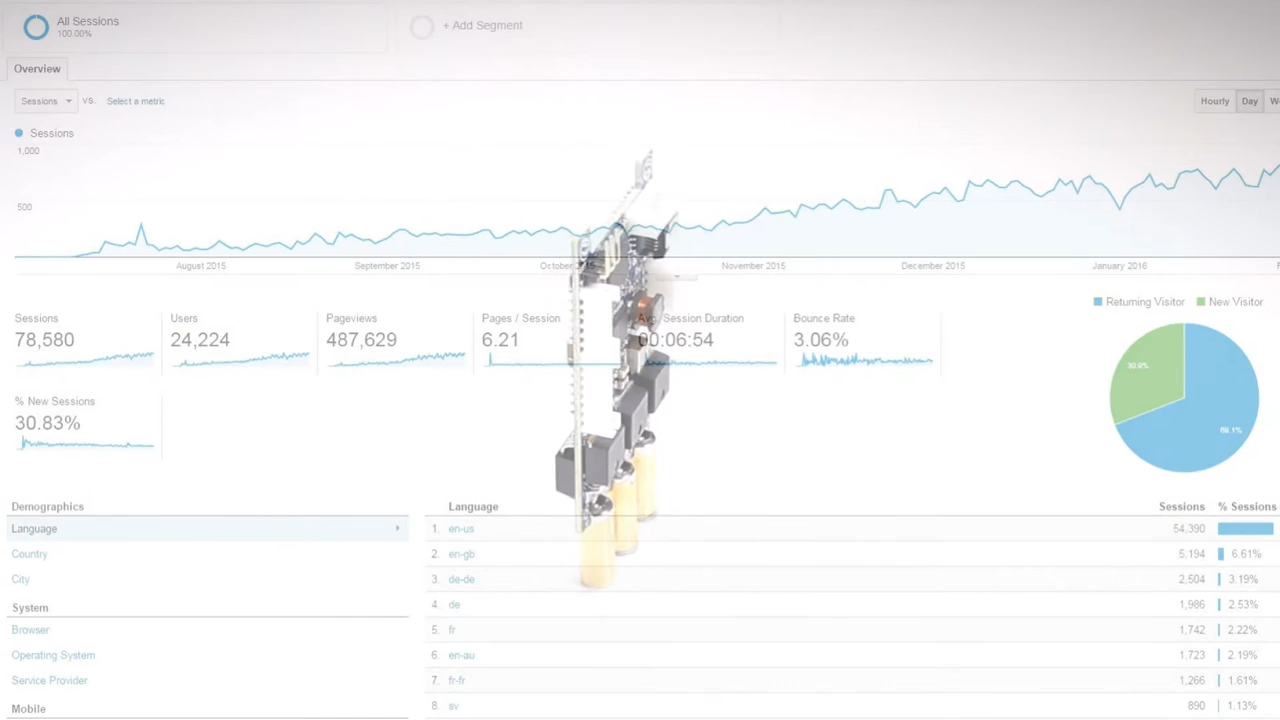 All Sessions
100.00%
+ Add Segment
Overview
Sessions
VS.
Select a metric
Hourly
Day
Sessions
1,000
500
August 2015
September 2015
November 2015
December 2015
January 2016
Returning Visitor
New Visitor
Sessions
Users
Pageviews
Pages / Session
Avg. Session Duration
Bounce Rate
78,580
24,224
487,629
6.21
00:06:54
3.06%
69.1%
% New Sessions
30.83%
Demographics
Language
Country
City
System
Browser
Operating System
Service Provider
Mobile
Language Sessions % Sessions
1. en-us 54,390
2. en-gb 5,194 6.61%
3. de-de 2,504 3.19%
4. de 1,986 2.53%
5. fr 1,742 2.22%
6. en-au 1,723 2.19%
7. fr-fr 1,266 1.61%
8. sv 890 1.13%